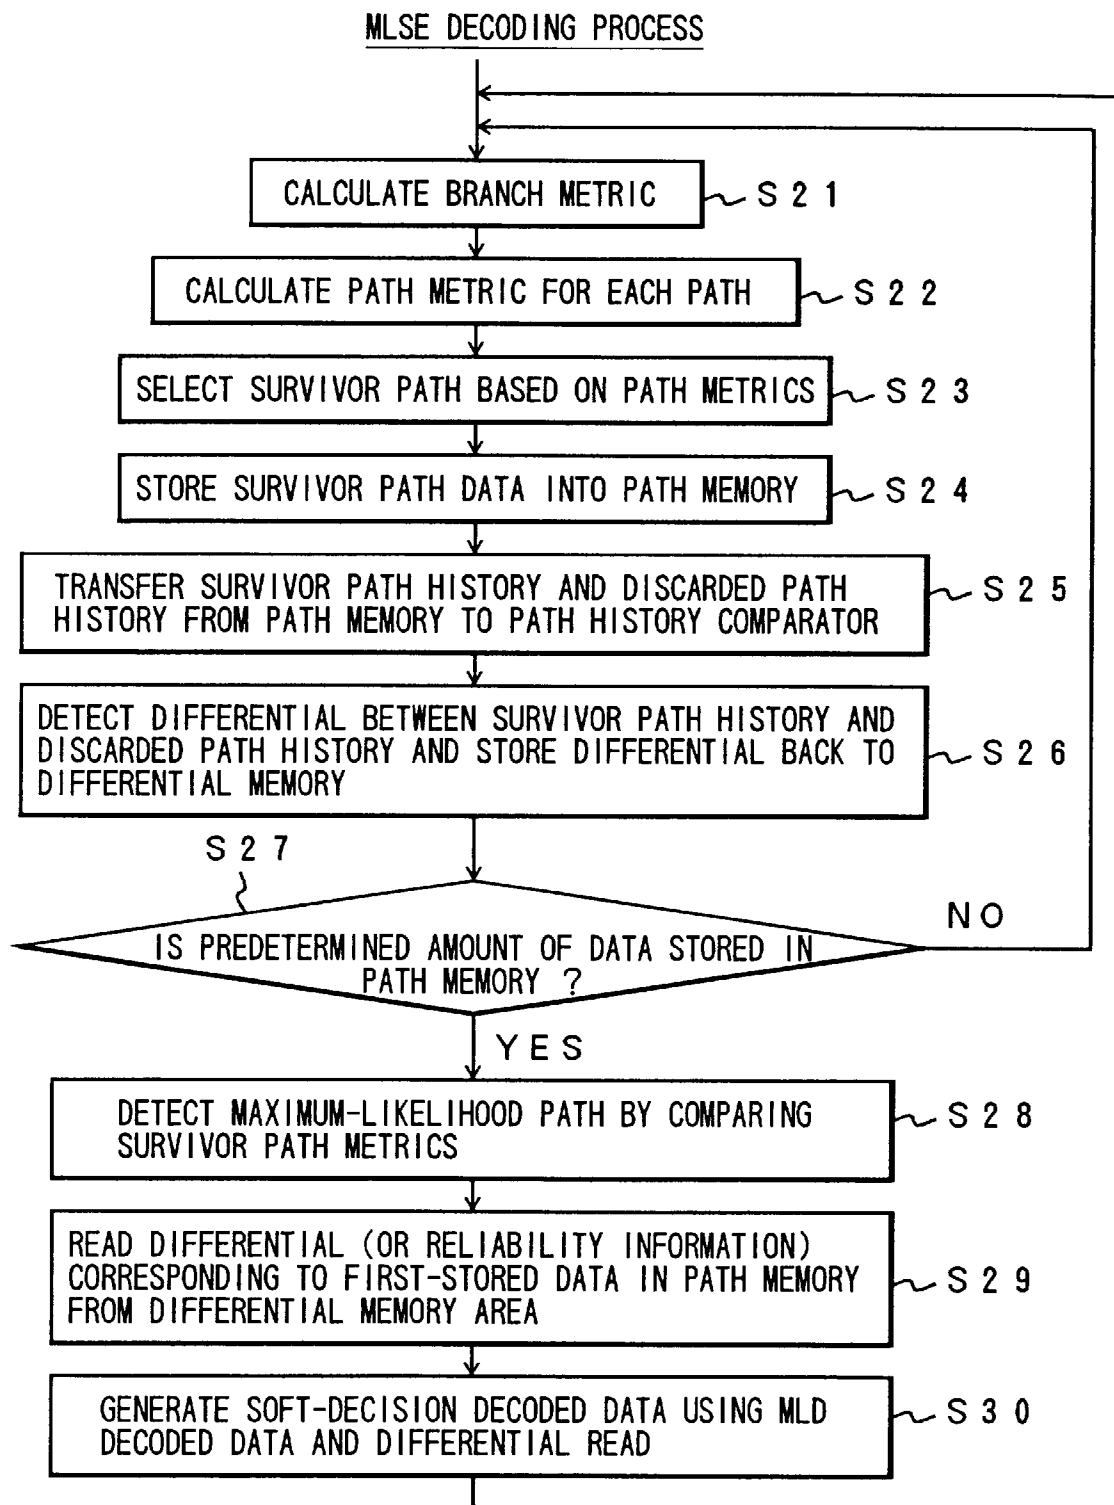 MLSE DECODING PROCESS
CALCULATE BRANCH METRIC
S21
CALCULATE PATH METRIC FOR EACH PATH
S22
SELECT SURVIVOR PATH BASED ON PATH METRICS
S23
STORE SURVIVOR PATH DATA INTO PATH MEMORY
S24
TRANSFER SURVIVOR PATH HISTORY AND DISCARDED PATH
HISTORY FROM PATH MEMORY TO PATH HISTORY COMPARATOR
S25
DETECT DIFFERENTIAL BETWEEN SURVIVOR PATH HISTORY AND
DISCARDED PATH HISTORY AND STORE DIFFERENTIAL BACK TO
DIFFERENTIAL MEMORY
S26
S27
IS PREDETERMINED AMOUNT OF DATA STORED IN
PATH MEMORY ?
NO
YES
DETECT MAXIMUM-LIKELIHOOD PATH BY COMPARING
SURVIVOR PATH METRICS
S28
READ DIFFERENTIAL (OR RELIABILITY INFORMATION)
CORRESPONDING TO FIRST-STORED DATA IN PATH MEMORY
FROM DIFFERENTIAL MEMORY AREA
S29
GENERATE SOFT-DECISION DECODED DATA USING MLD
DECODED DATA AND DIFFERENTIAL READ
S30